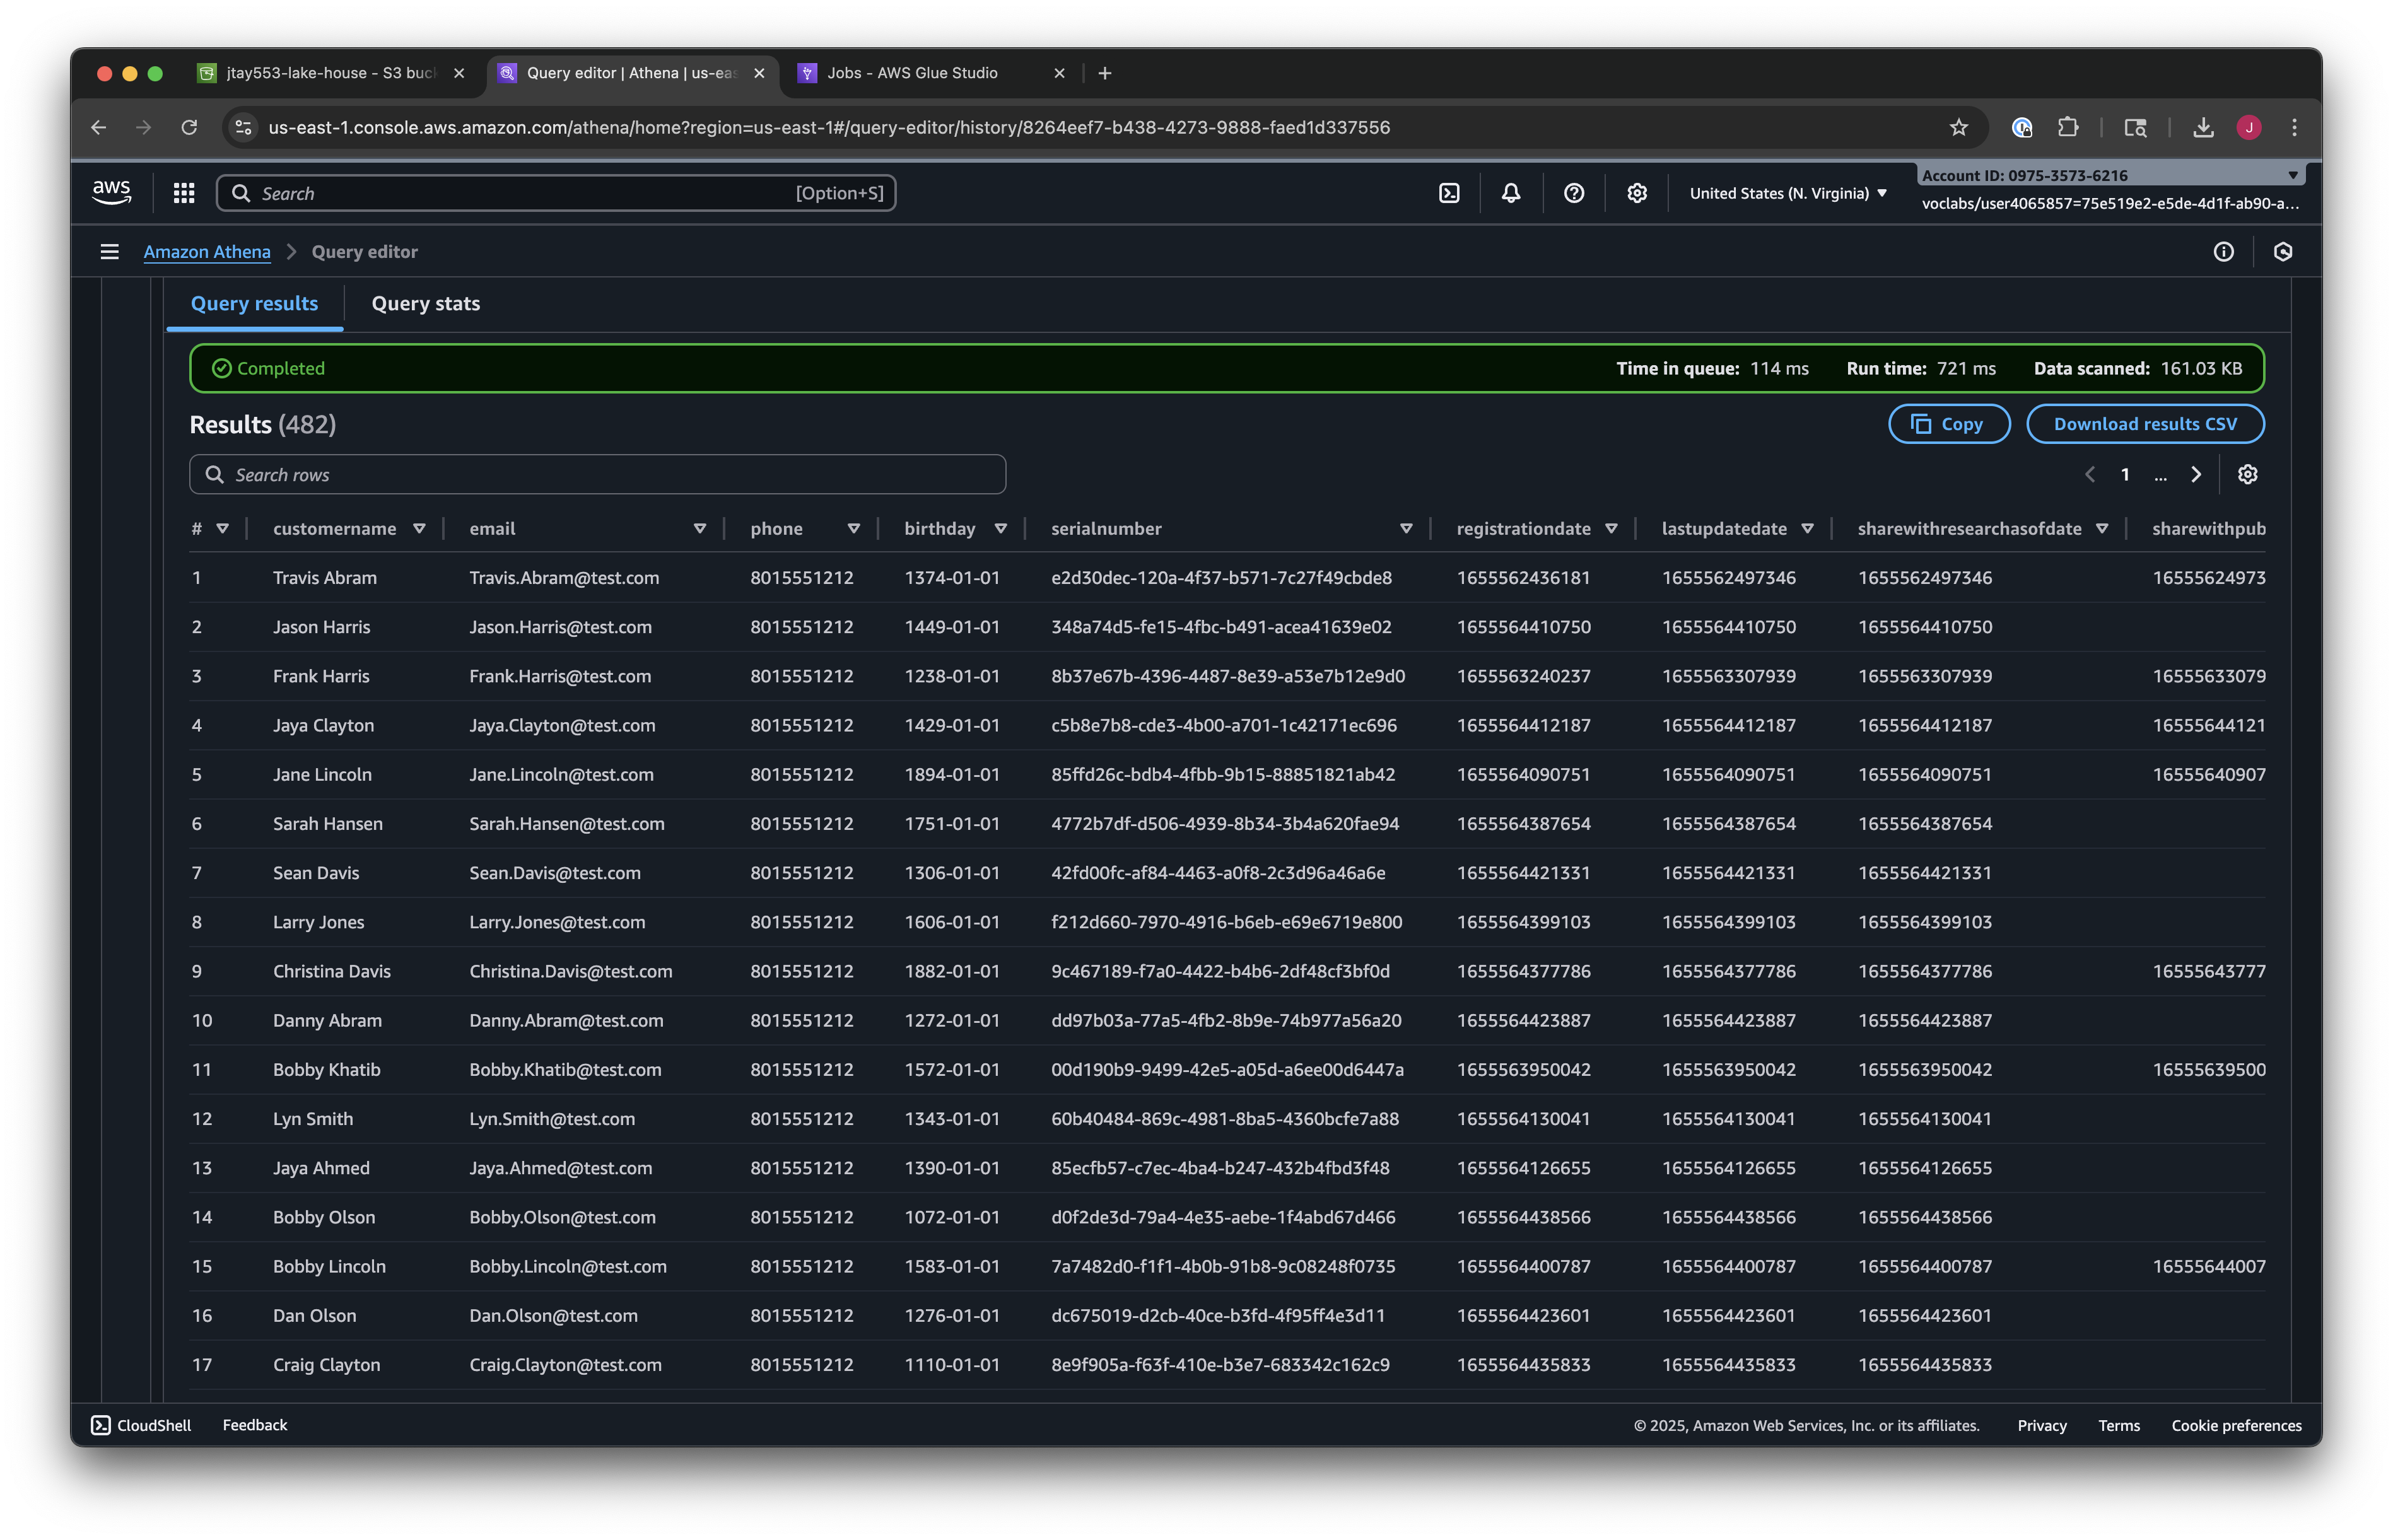 jtay553-lake-house - S3 buc
Query editor | Athena | us-eas
Jobs - AWS Glue Studio
us-east-1.console.aws.amazon.com/athena/home?region=us-east-1#/query-editor/history/8264eef7-b438-4273-9888-faed1d337556
J
aws
Search
[Option+S]
United States (N. Virginia)
Account ID: 0975-3573-6216
voclabs/user4065857=75e519e2-e5de-4d1f-ab90-a...
Amazon Athena > Query editor
Query results
Query stats
Completed
Time in queue: 114 ms Run time: 721 ms Data scanned: 161.03 KB
Results (482)
Copy
Download results CSV
Search rows
1 ...
# customername email phone birthday serialnumber registrationdate lastupdatedate sharewithresearchasofdate sharewithpub
1 Travis Abram Travis.Abram@test.com 8015551212 1374-01-01 e2d30dec-120a-4f37-b571-7c27f49cbde8 1655562436181 1655562497346 1655562497346 16555624973
2 Jason Harris Jason.Harris@test.com 8015551212 1449-01-01 348a74d5-fe15-4fbc-b491-acea41639e02 1655564410750 1655564410750 1655564410750
3 Frank Harris Frank.Harris@test.com 8015551212 1238-01-01 8b37e67b-4396-4487-8e39-a53e7b12e9d0 1655563240237 1655563307939 1655563307939 16555633079
4 Jaya Clayton Jaya.Clayton@test.com 8015551212 1429-01-01 c5b8e7b8-cde3-4b00-a701-1c42171ec696 1655564412187 1655564412187 1655564412187 16555644121
5 Jane Lincoln Jane.Lincoln@test.com 8015551212 1894-01-01 85ffd26c-bdb4-4fbb-9b15-88851821ab42 1655564090751 1655564090751 1655564090751 16555640907
6 Sarah Hansen Sarah.Hansen@test.com 8015551212 1751-01-01 4772b7df-d506-4939-8b34-3b4a620fae94 1655564387654 1655564387654 1655564387654
7 Sean Davis Sean.Davis@test.com 8015551212 1306-01-01 42fd00fc-af84-4463-a0f8-2c3d96a46a6e 1655564421331 1655564421331 1655564421331
8 Larry Jones Larry.Jones@test.com 8015551212 1606-01-01 f212d660-7970-4916-b6eb-e69e6719e800 1655564399103 1655564399103 1655564399103
9 Christina Davis Christina.Davis@test.com 8015551212 1882-01-01 9c467189-f7a0-4422-b4b6-2df48cf3bf0d 1655564377786 1655564377786 1655564377786 16555643777
10 Danny Abram Danny.Abram@test.com 8015551212 1272-01-01 dd97b03a-77a5-4fb2-8b9e-74b977a56a20 1655564423887 1655564423887 1655564423887
11 Bobby Khatib Bobby.Khatib@test.com 8015551212 1572-01-01 00d190b9-9499-42e5-a05d-a6ee00d6447a 1655563950042 1655563950042 1655563950042 16555639500
12 Lyn Smith Lyn.Smith@test.com 8015551212 1343-01-01 60b40484-869c-4981-8ba5-4360bcfe7a88 1655564130041 1655564130041 1655564130041
13 Jaya Ahmed Jaya.Ahmed@test.com 8015551212 1390-01-01 85ecfb57-c7ec-4ba4-b247-432b4fbd3f48 1655564126655 1655564126655 1655564126655
14 Bobby Olson Bobby.Olson@test.com 8015551212 1072-01-01 d0f2de3d-79a4-4e35-aebe-1f4abd67d466 1655564438566 1655564438566 1655564438566
15 Bobby Lincoln Bobby.Lincoln@test.com 8015551212 1583-01-01 7a7482d0-f1f1-4b0b-91b8-9c08248f0735 1655564400787 1655564400787 1655564400787 16555644007
16 Dan Olson Dan.Olson@test.com 8015551212 1276-01-01 dc675019-d2cb-40ce-b3fd-4f95ff4e3d11 1655564423601 1655564423601 1655564423601
17 Craig Clayton Craig.Clayton@test.com 8015551212 1110-01-01 8e9f905a-f63f-410e-b3e7-683342c162c9 1655564435833 1655564435833 1655564435833
CloudShell Feedback © 2025, Amazon Web Services, Inc. or its affiliates. Privacy Terms Cookie preferences